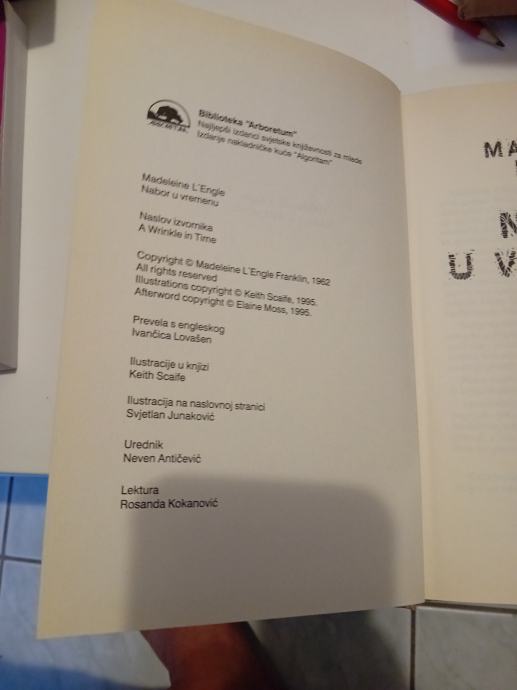 Biblioteka "Arboretum"
Najljepši izdanci svjetske književnosti za mlade
Izdanje nakladničke kuće "Algoritam"
Madeleine L'Engle
Nabor u vremenu
Naslov izvornika
A Wrinkle in Time
Copyright © Madeleine L'Engle Franklin, 1962
All rights reserved
Illustrations copyright © Keith Scaife, 1995.
Afterword copyright © Elaine Moss, 1995.
Prevela s engleskog
Ivančica Lovašen
Ilustracije u knjizi
Keith Scaife
Ilustracija na naslovnoj stranici
Svjetlan Junaković
Urednik
Neven Antičević
Lektura
Rosanda Kokanović
MA
N
U V